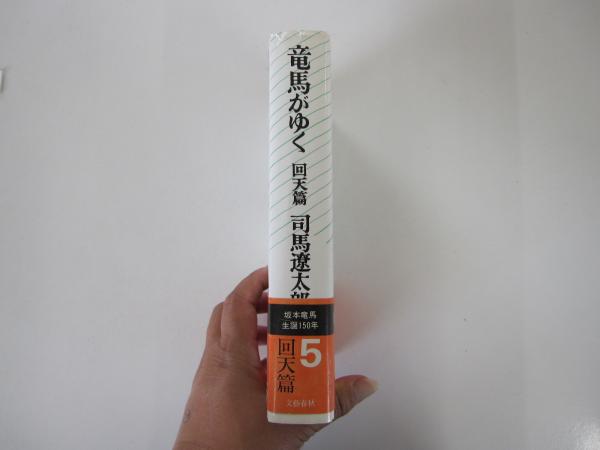 竜馬がゆく
回天篇
司馬遼太郎
坂本竜馬
生誕150年
5
回天篇
文藝春秋